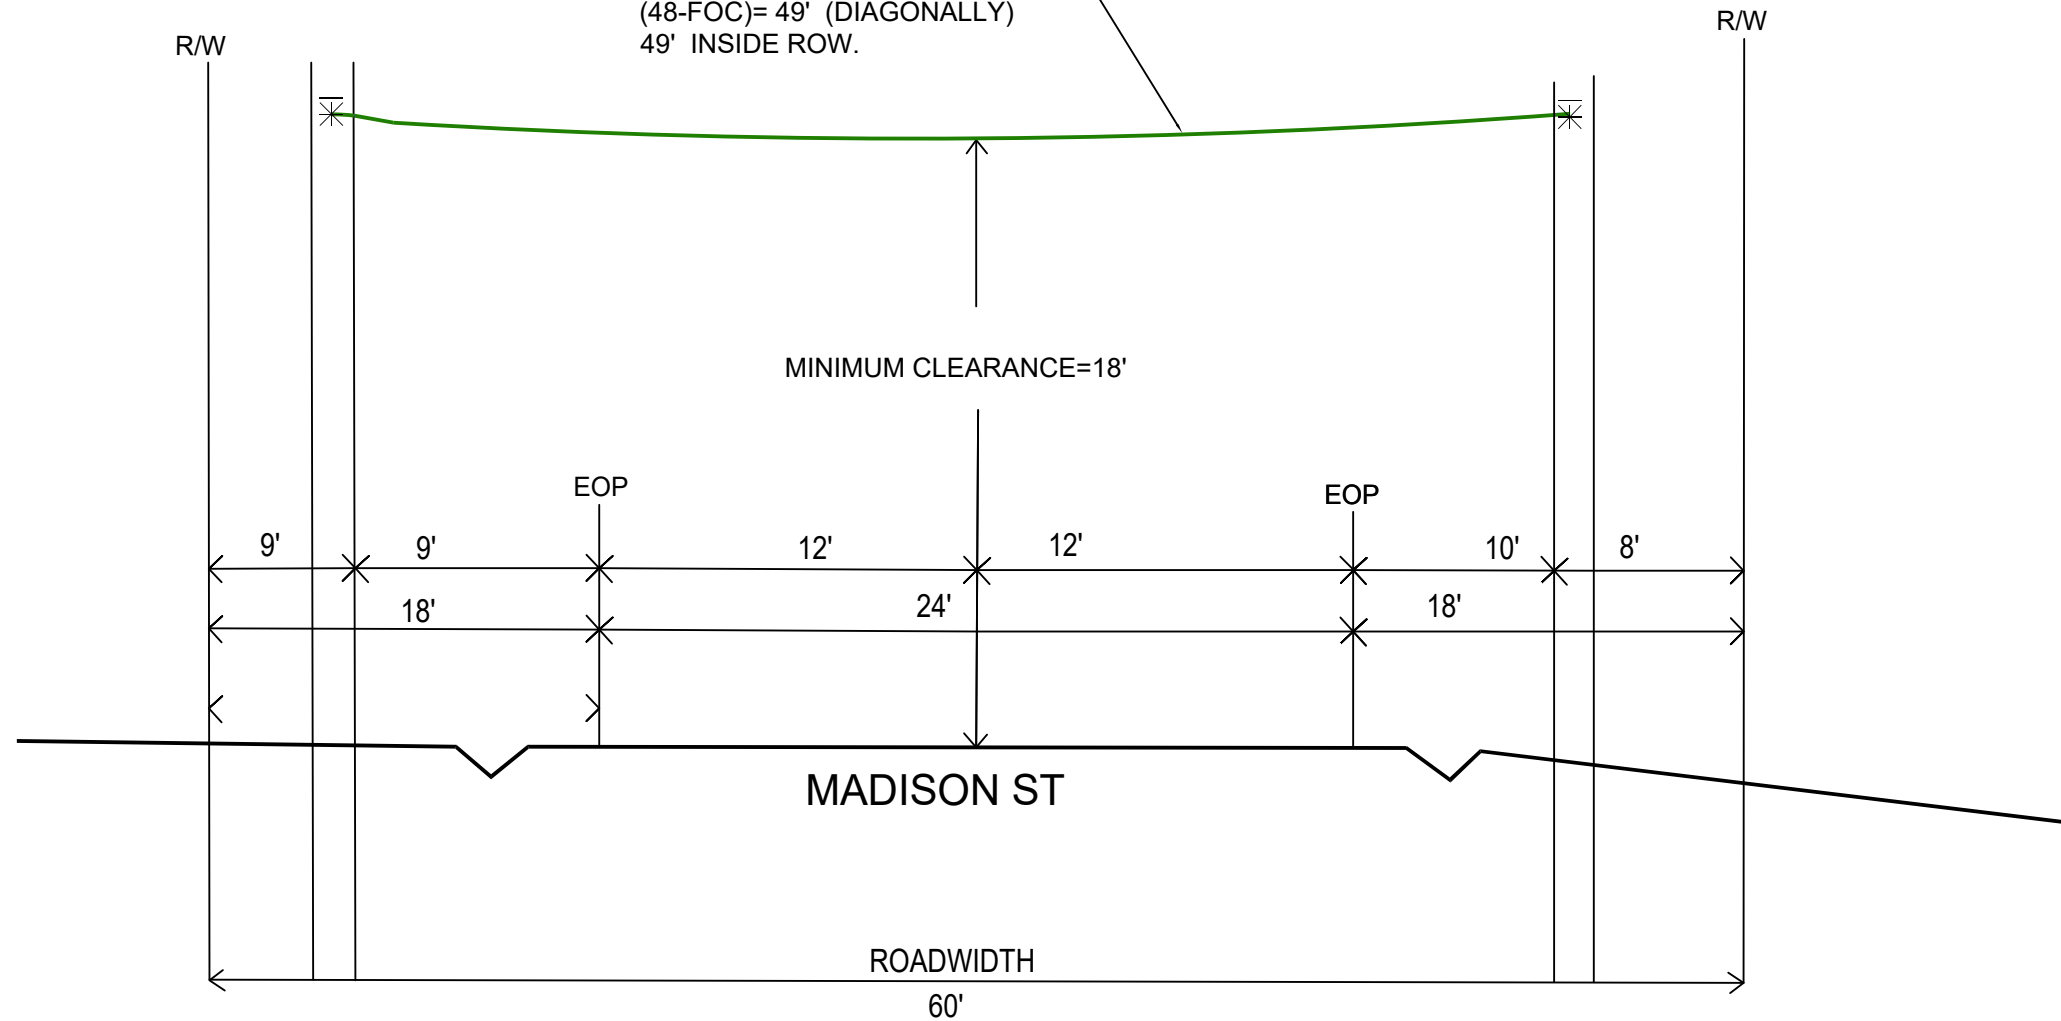 (48-FOC)= 49' (DIAGONALLY)
49' INSIDE ROW.
R/W
R/W
MINIMUM CLEARANCE=18'
EOP
EOP
9'
9'
12'
12'
10'
8'
18'
24'
18'
MADISON ST
ROADWIDTH
60'